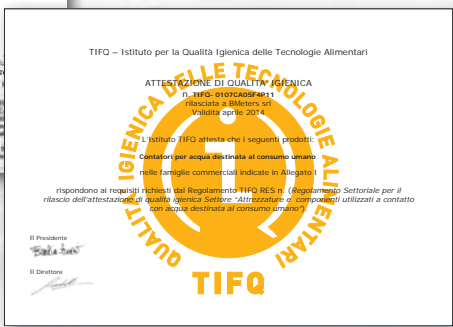 TIFQ – Istituto per la Qualità Igienica delle Tecnologie Alimentari
ATTESTAZIONE DI QUALITA' IGIENICA
n. TIFQ- 0107CA05F4P11
rilasciata a BMeters srl
Validità aprile 2014
L'Istituto TIFQ attesta che i seguenti prodotti:
Contatori per acqua destinata al consumo umano
nelle famiglie commerciali indicate in Allegato I
rispondono ai requisiti richiesti dal Regolamento TIFQ RES n. (Regolamento Settoriale per il
rilascio dell'attestazione di qualità igienica Settore "Attrezzature e componenti utilizzati a contatto
con acqua destinata al consumo umano").
Il Presidente
Il Direttore
QUALITÀ IGIENICA DELLE TECNOLOGIE ALIMENTARI
TIFQ